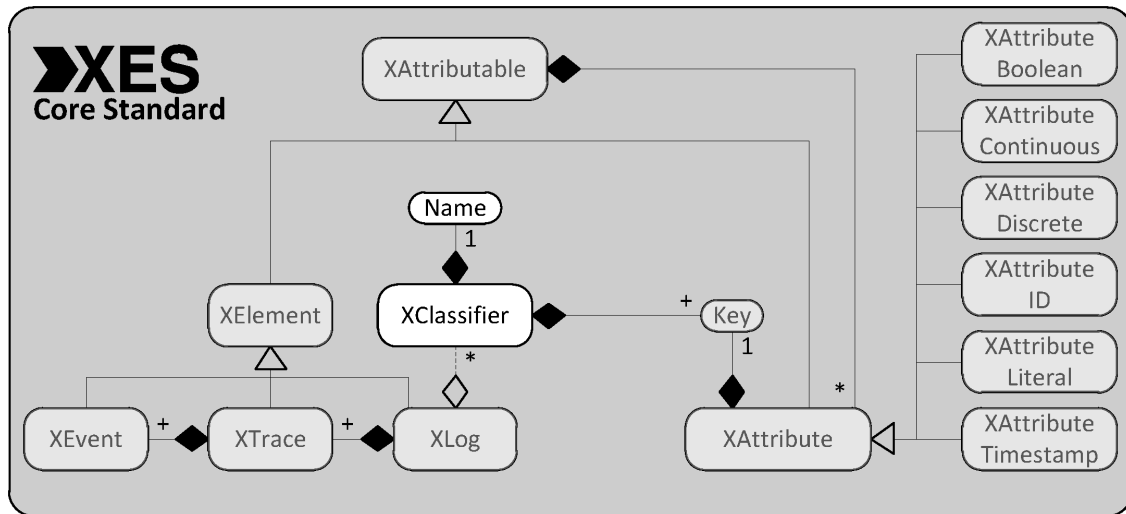 XES
Core Standard
XAttributable
XAttribute
Boolean
XAttribute
Continuous
Name
1
XAttribute
Discrete
XElement
XClassifier
+
Key
XAttribute
ID
*
1
XAttribute
Literal
*
XEvent
+
XTrace
+
XLog
XAttribute
XAttribute
Timestamp